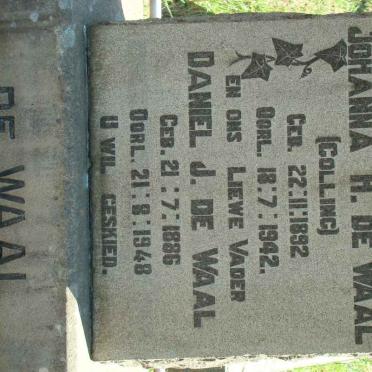 JOHANNA H. DE WAAL
(COLLING)
GEB. 22:11:1892
OORL. 18:7:1942.
EN ONS LIEWE VADER
DANIEL J. DE WAAL
GEB. 21:7:1886
OORL. 21:8:1948
U WIL GESKIED.
DE WAAL